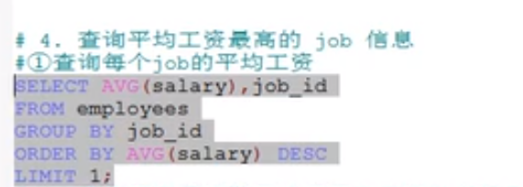 # 4. 查询平均工资最高的 job 信息
#①查询每个job的平均工资
SELECT AVG(salary),job_id
FROM employees
GROUP BY job_id
ORDER BY AVG(salary) DESC
LIMIT 1;